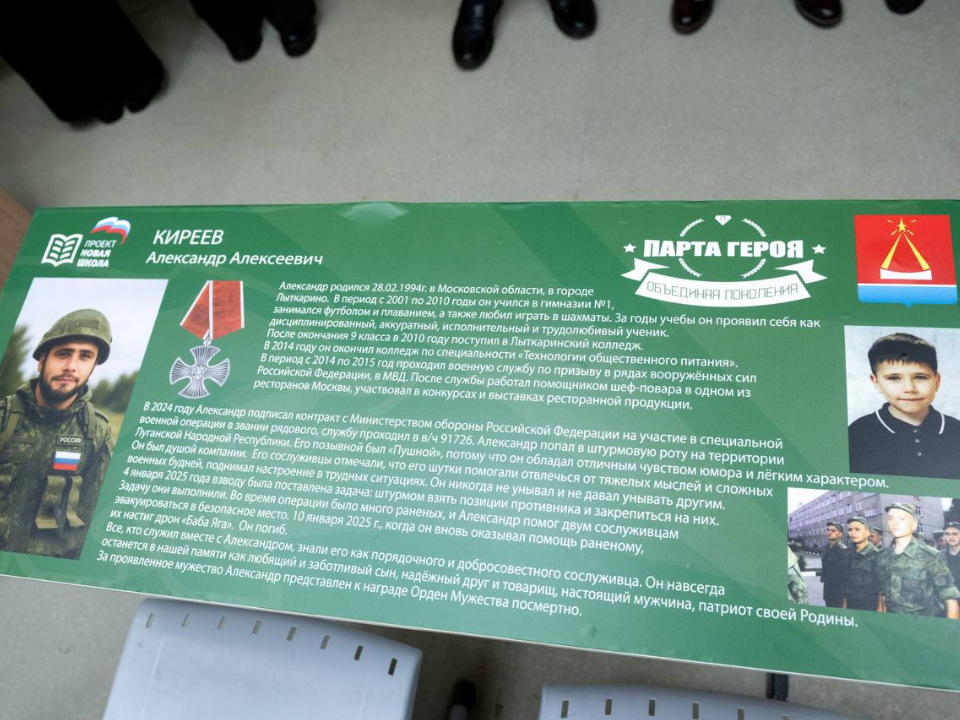 ПРОЕКТ
НОВАЯ
ШКОЛА
КИРЕЕВ
Александр Алексеевич
ПАРТА ГЕРОЯ
ОБЪЕДИНЯЯ ПОКОЛЕНИЯ
Александр родился 28.02.1994г. в Московской области, в городе
Лыткарино. В период с 2001 по 2010 годы он учился в гимназии №1,
занимался футболом и плаванием, а также любил играть в шахматы. За годы учебы он проявил себя как
дисциплинированный, аккуратный, исполнительный и трудолюбивый ученик.
После окончания 9 класса в 2010 году поступил в Лыткаринский колледж.
В 2014 году он окончил колледж по специальности «Технологии общественного питания».
В период с 2014 по 2015 год проходил военную службу по призыву в рядах вооружённых сил
Российской Федерации, в МВД. После службы работал помощником шеф-повара в одном из
ресторанов Москвы, участвовал в конкурсах и выставках ресторанной продукции.
В 2024 году Александр подписал контракт с Министерством обороны Российской Федерации на участие в специальной
военной операции в звании рядового, службу проходил в в/ч 91726. Александр попал в штурмовую роту на территории
Луганской Народной Республики. Его позывной был «Пушной», потому что он обладал отличным чувством юмора и лёгким характером.
Он был душой компании. Его сослуживцы отмечали, что его шутки помогали отвлечься от тяжелых мыслей и сложных
военных будней, поднимал настроение в трудных ситуациях. Он никогда не унывал и не давал унывать другим.
4 января 2025 года взводу была поставлена задача: штурмом взять позиции противника и закрепиться на них.
Задачу они выполнили. Во время операции было много раненых, и Александр помог двум сослуживцам
эвакуироваться в безопасное место. 10 января 2025 г., когда он вновь оказывал помощь раненому,
их настиг дрон «Баба Яга». Он погиб.
Все, кто служил вместе с Александром, знали его как порядочного и добросовестного сослуживца. Он навсегда
останется в нашей памяти как любящий и заботливый сын, надёжный друг и товарищ, настоящий мужчина, патриот своей Родины.
За проявленное мужество Александр представлен к награде Орден Мужества посмертно.
РОССИЯ